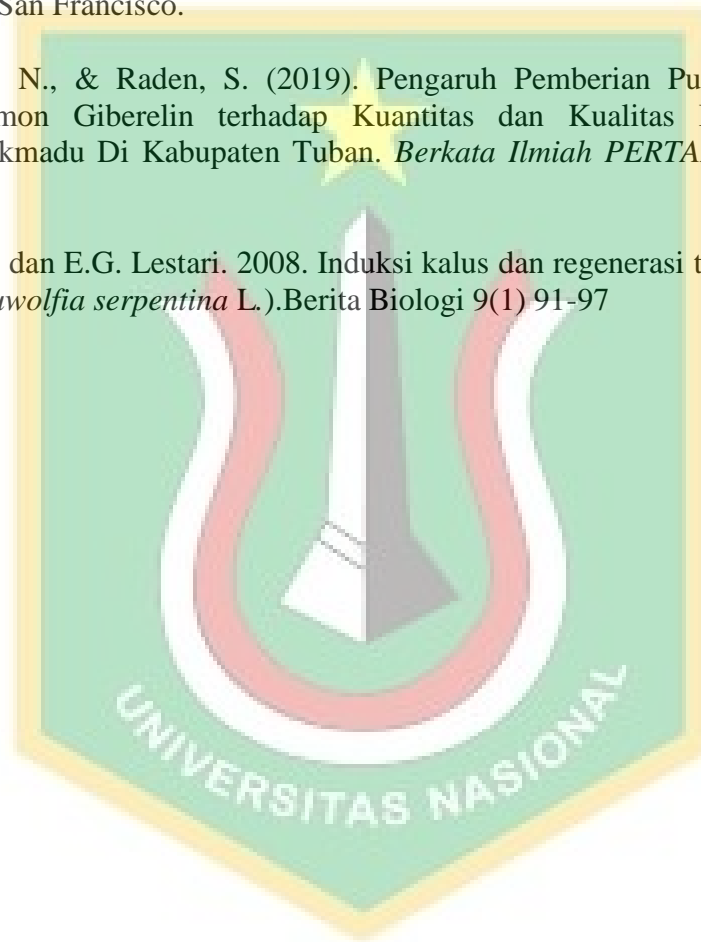 San Francisco.
N., & Raden, S. (2019). Pengaruh Pemberian Pu
mon Giberelin terhadap Kuantitas dan Kualitas
kmadu Di Kabupaten Tuban. Berkata Ilmiah PERTA
dan E.G. Lestari. 2008. Induksi kalus dan regenerasi t
uwolfia serpentina L.).Berita Biologi 9(1) 91-97
UNIVERSITAS NASIONAL